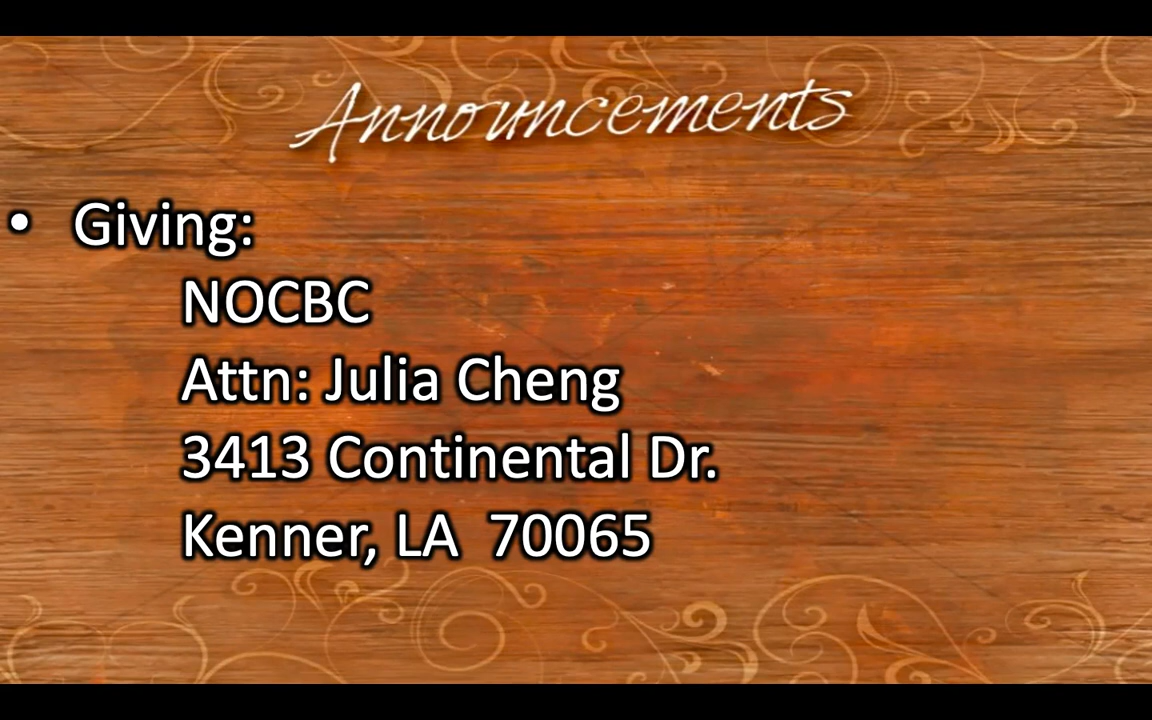 Announcements
• Giving:
NOCBC
Attn: Julia Cheng
3413 Continental Dr.
Kenner, LA 70065